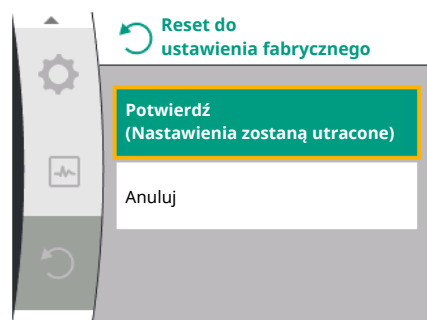 Reset do
ustawienia fabrycznego
Potwierdź
(Nastawienia zostaną utracone)
Anuluj